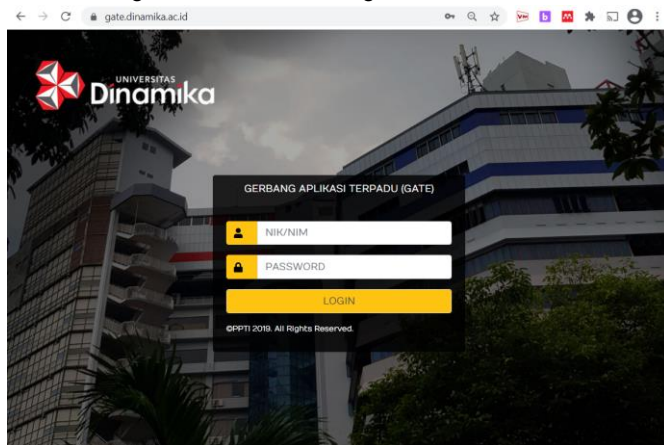 gate.dinamika.ac.id
UNIVERSITAS
Dinamika
GERBANG APLIKASI TERPADU (GATE)
NIK/NIM
PASSWORD
LOGIN
©PPTI 2019. All Rights Reserved.